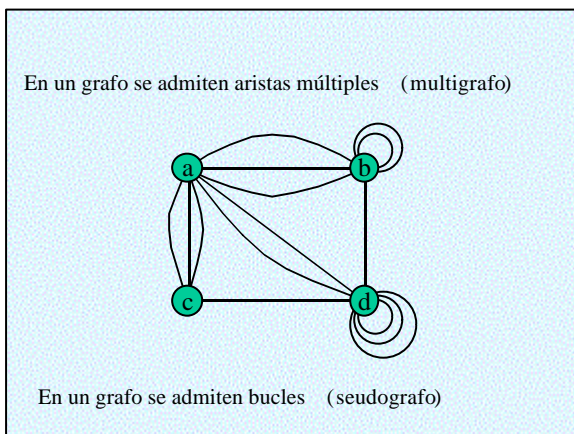 En un grafo se admiten aristas múltiples (multigrafo)
a b
c d
En un grafo se admiten bucles (seudografo)